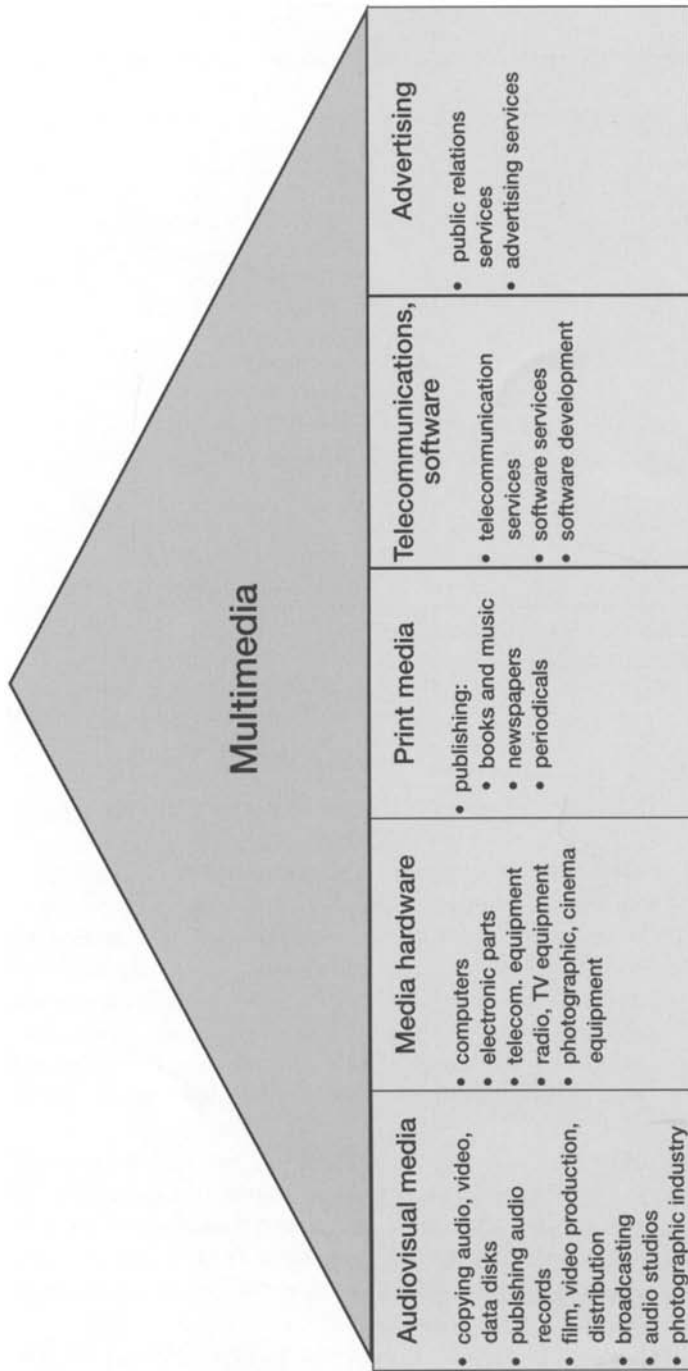 Multimedia
Audiovisual media
• copying audio, video,
data disks
• publshing audio
records
• film, video production,
distribution
• broadcasting
• audio studios
• photographic industry
Media hardware
• computers
• electronic parts
• telecom. equipment
• radio, TV equipment
• photographic, cinema
equipment
Print media
• publishing:
• books and music
• newspapers
• periodicals
Telecommunications,
software
• telecommunication
services
• software services
• software development
Advertising
• public relations
services
• advertising services